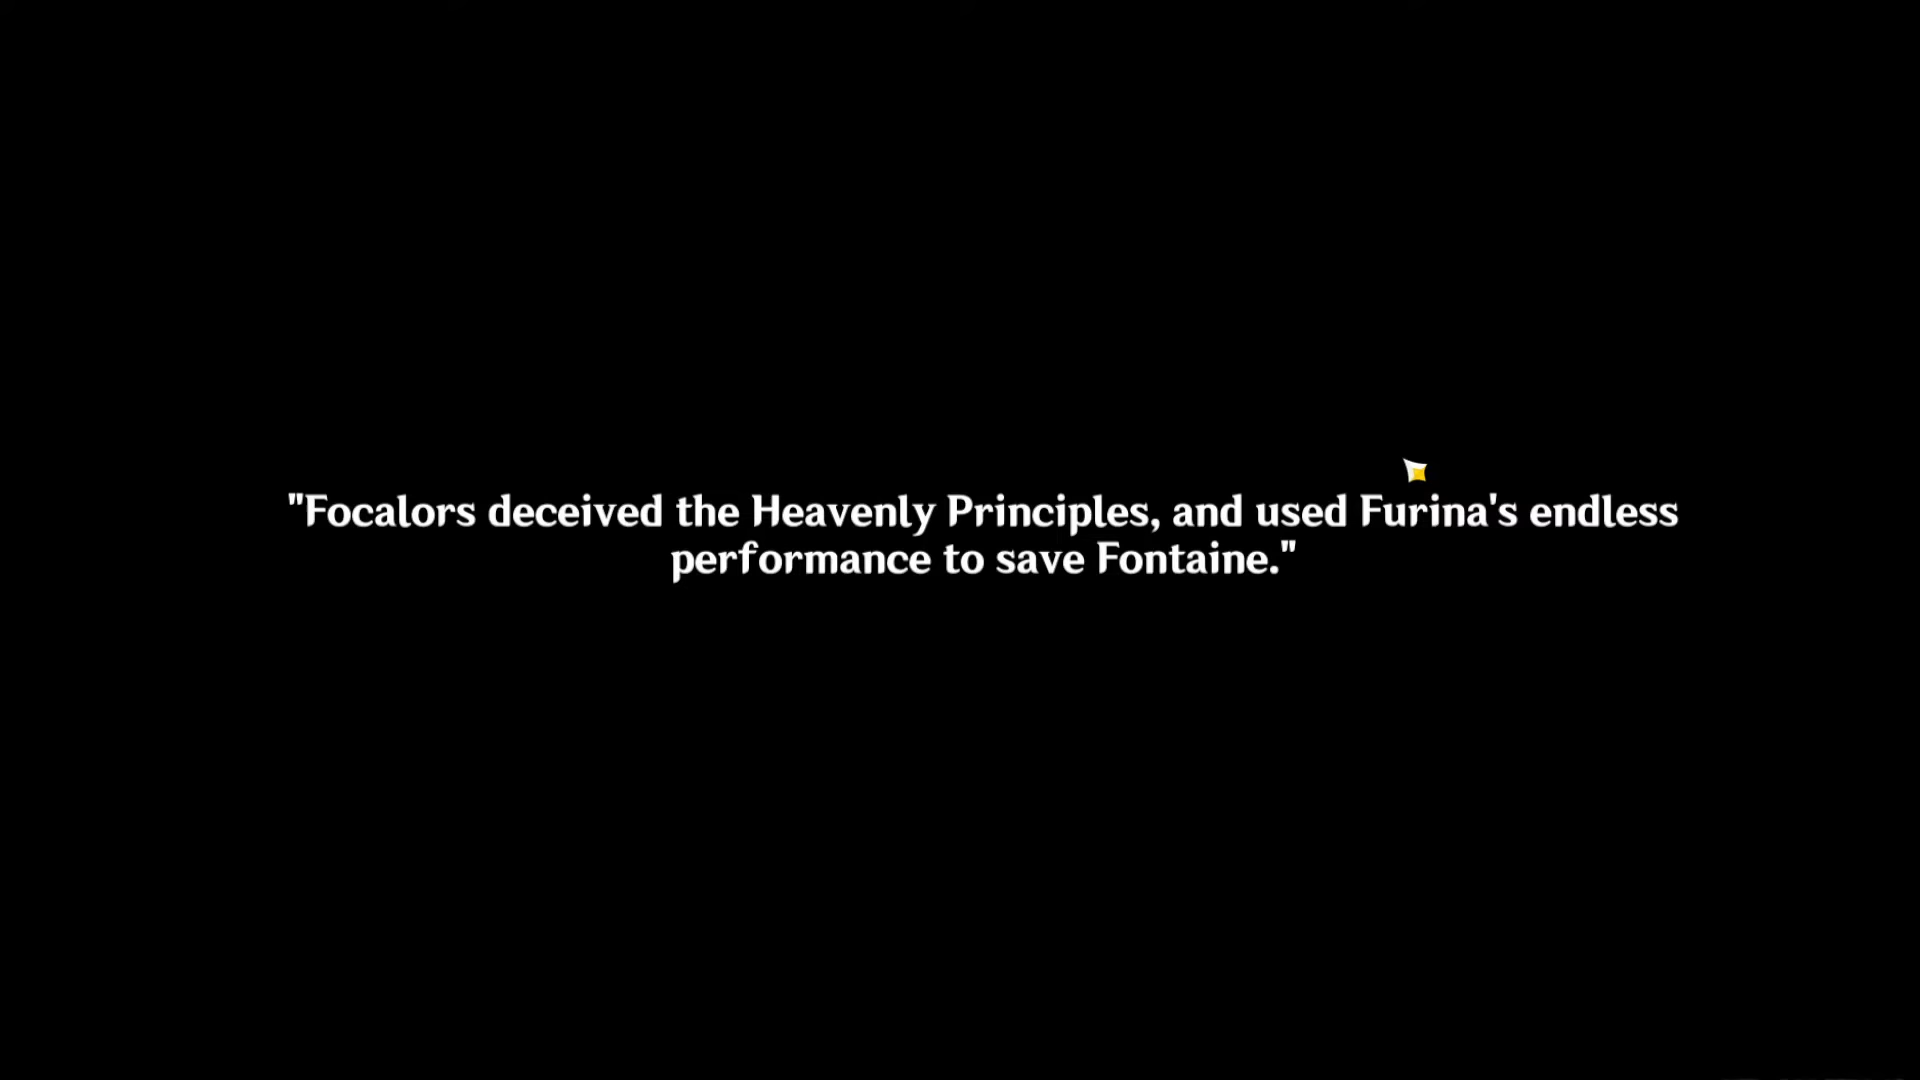 "Focalors deceived the Heavenly Principles, and used Furina's endless
performance to save Fontaine."